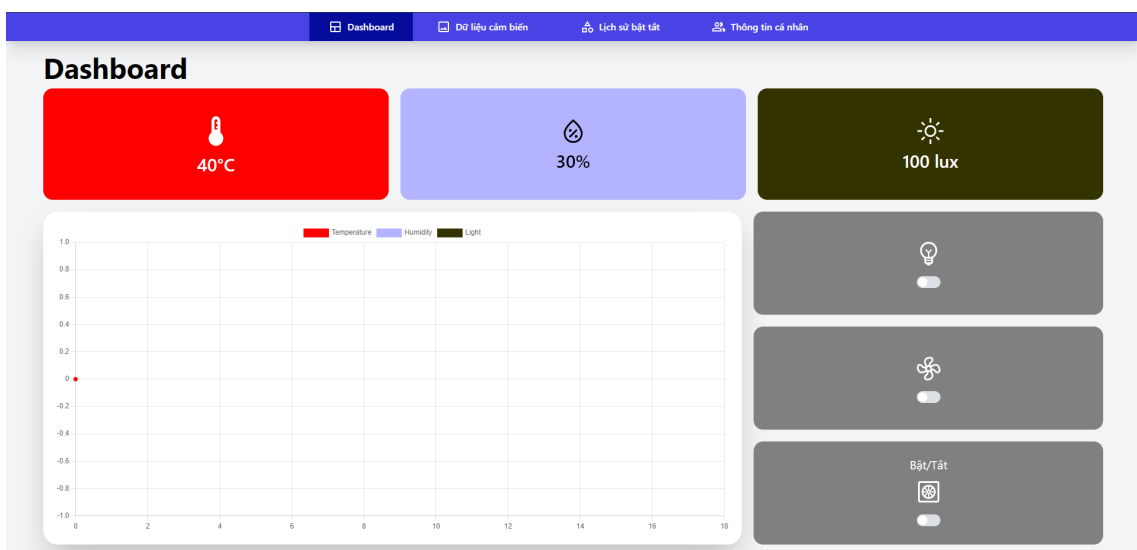 Dashboard
Dữ liệu cảm biến
Lịch sử bật tắt
Thông tin cá nhân
Dashboard
40°C
30%
100 lux
Temperature
Humidity
Light
1.0
0.8
0.6
0.4
0.2
0
-0.2
-0.4
-0.6
-0.8
-1.0
0
2
4
6
8
10
12
14
16
18
Bật/Tắt